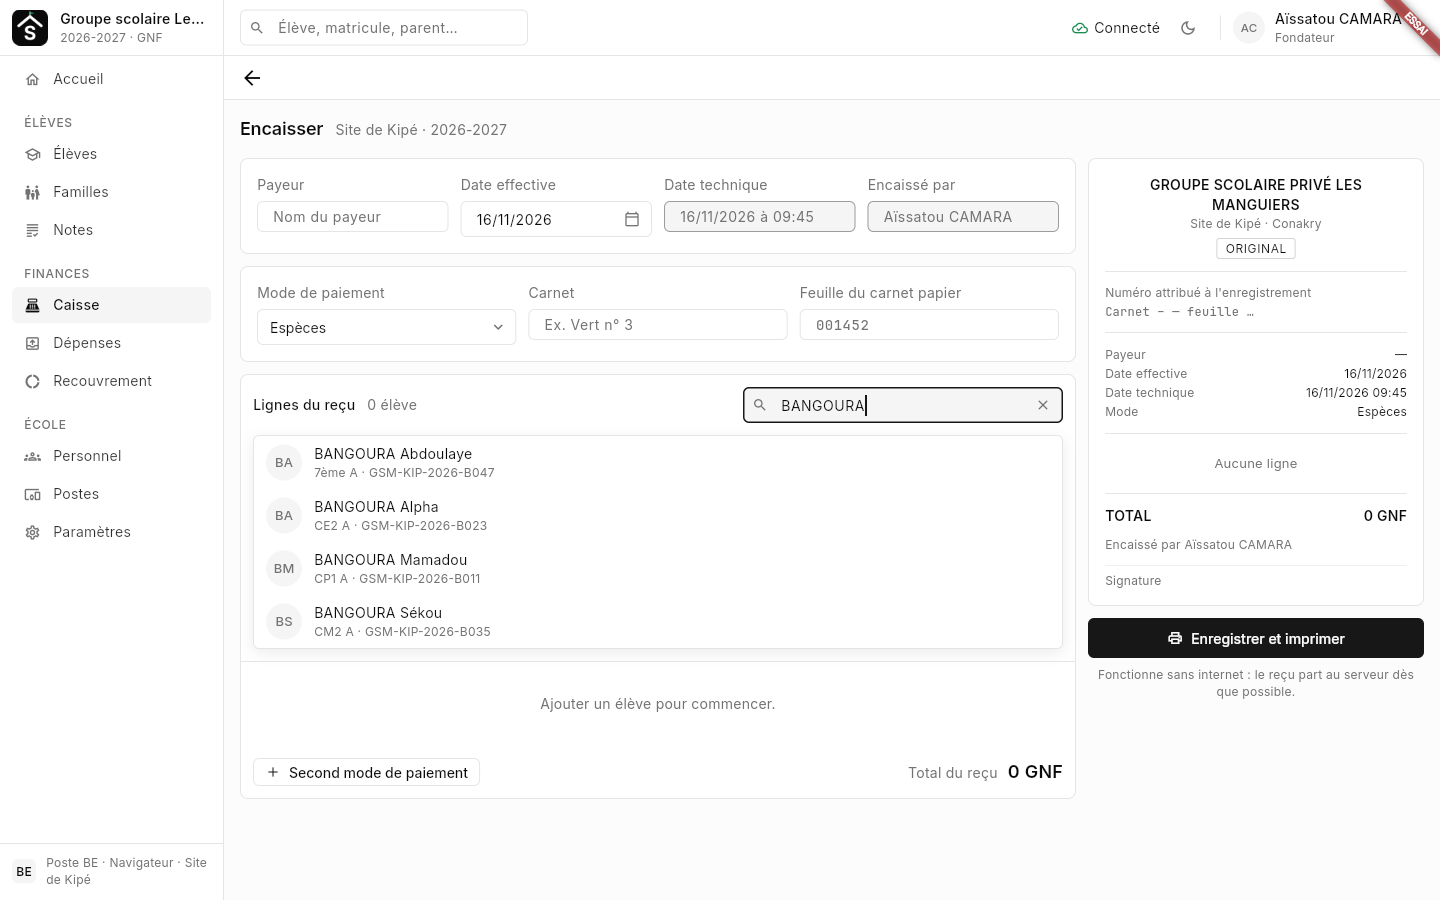 Groupe scolaire Le...
2026-2027 · GNF
Élève, matricule, parent...
Connecté
AC
Aïssatou CAMARA
Fondateur
ESSAI
Accueil
ÉLÈVES
Élèves
Familles
Notes
FINANCES
Caisse
Dépenses
Recouvrement
ÉCOLE
Personnel
Postes
Paramètres
BE
Poste BE · Navigateur · Site
de Kipé
Encaisser Site de Kipé · 2026-2027
Payeur
Date effective
Date technique
Encaissé par
Nom du payeur
16/11/2026
16/11/2026 à 09:45
Aïssatou CAMARA
Mode de paiement
Carnet
Feuille du carnet papier
Espèces
Ex. Vert n° 3
001452
Lignes du reçu 0 élève
BANGOURA
BA
BANGOURA Abdoulaye
7ème A · GSM-KIP-2026-B047
BA
BANGOURA Alpha
CE2 A · GSM-KIP-2026-B023
BM
BANGOURA Mamadou
CP1 A · GSM-KIP-2026-B011
BS
BANGOURA Sékou
CM2 A · GSM-KIP-2026-B035
Ajouter un élève pour commencer.
Second mode de paiement
Total du reçu 0 GNF
GROUPE SCOLAIRE PRIVÉ LES
MANGUIERS
Site de Kipé · Conakry
ORIGINAL
Numéro attribué à l'enregistrement
Carnet – — feuille …
Payeur —
Date effective 16/11/2026
Date technique 16/11/2026 09:45
Mode Espèces
Aucune ligne
TOTAL 0 GNF
Encaissé par Aïssatou CAMARA
Signature
Enregistrer et imprimer
Fonctionne sans internet : le reçu part au serveur dès
que possible.